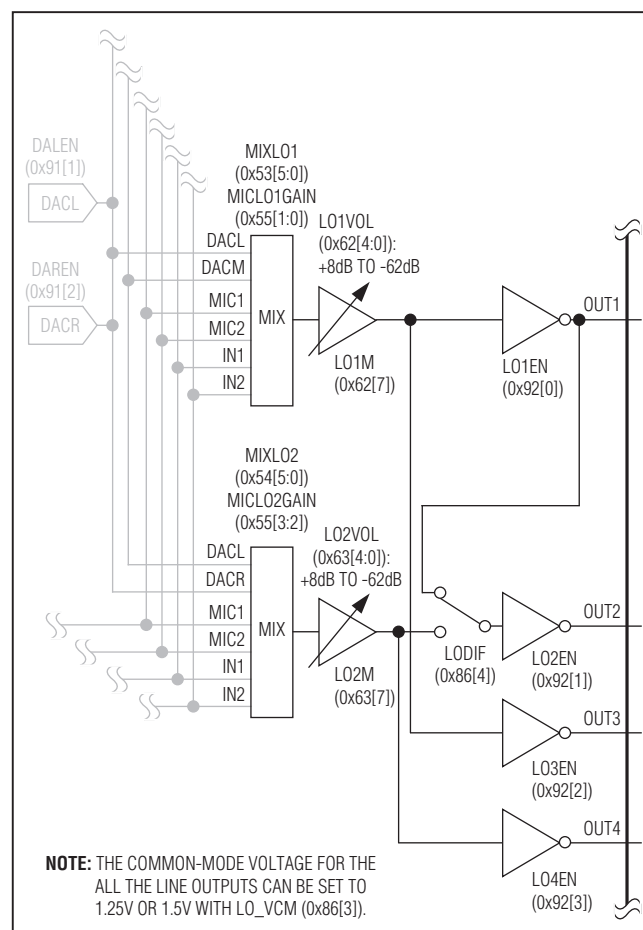 DALEN
(0x91[1])
DACL
DAREN
(0x91[2])
DACR
MIXLO1
(0x53[5:0])
MICLO1GAIN
(0x55[1:0])
DACL
DACM
MIC1
MIC2
IN1
IN2
MIX
LO1VOL
(0x62[4:0]):
+8dB TO -62dB
LO1M
(0x62[7])
OUT1
LO1EN
(0x92[0])
MIXLO2
(0x54[5:0])
MICLO2GAIN
(0x55[3:2])
DACL
DACR
MIC1
MIC2
IN1
IN2
MIX
LO2VOL
(0x63[4:0]):
+8dB TO -62dB
LO2M
(0x63[7])
LODIF
(0x86[4])
OUT2
LO2EN
(0x92[1])
OUT3
LO3EN
(0x92[2])
OUT4
LO4EN
(0x92[3])
NOTE: THE COMMON-MODE VOLTAGE FOR THE
ALL THE LINE OUTPUTS CAN BE SET TO
1.25V OR 1.5V WITH LO_VCM (0x86[3]).